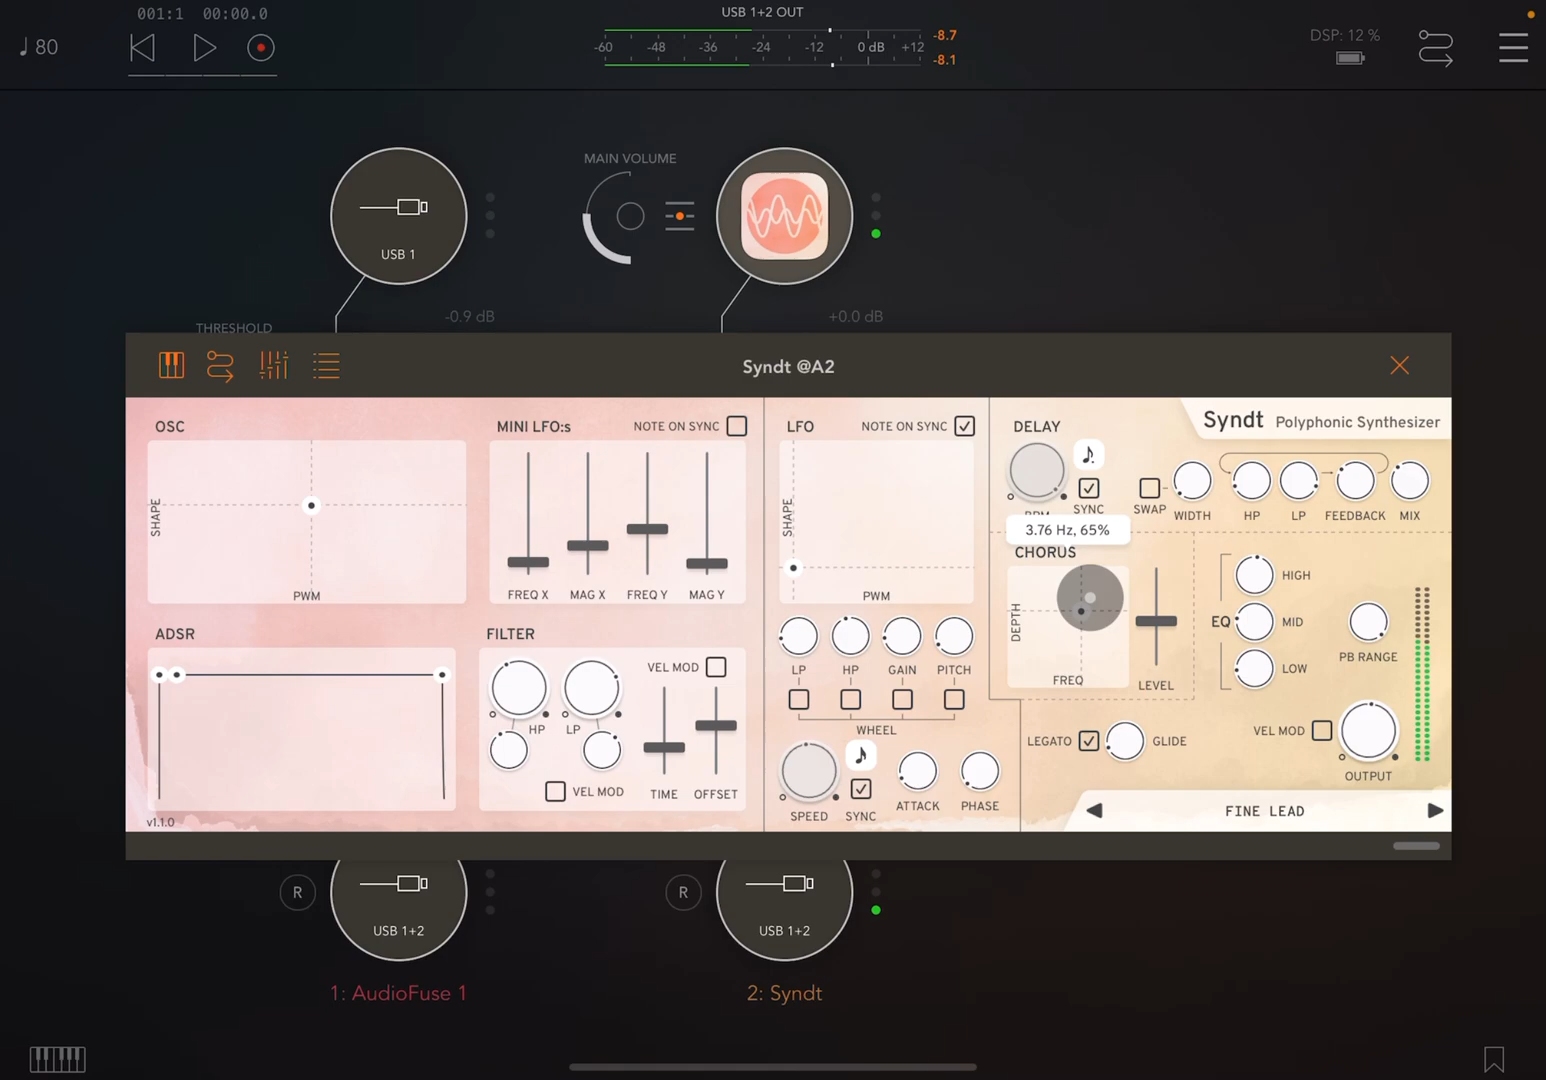 001:1 00:00.0
USB 1+2 OUT
♩ 80
-60 -48 -36 -24 -12 0 dB +12
-8.7
-8.1
DSP: 12 %
MAIN VOLUME
USB 1
THRESHOLD
-0.9 dB
+0.0 dB
Syndt @A2
OSC
SHAPE
PWM
MINI LFO:s NOTE ON SYNC
FREQ X MAG X FREQ Y MAG Y
LFO NOTE ON SYNC
SHAPE
PWM
DELAY
Syndt Polyphonic Synthesizer
SYNC SWAP WIDTH HP LP FEEDBACK MIX
3.76 Hz, 65%
CHORUS
DEPTH
FREQ
LEVEL
HIGH
EQ MID
LOW
PB RANGE
ADSR
FILTER
VEL MOD
HP LP
VEL MOD TIME OFFSET
LP HP GAIN PITCH
WHEEL
SPEED SYNC ATTACK PHASE
LEGATO GLIDE
VEL MOD
OUTPUT
v1.1.0
FINE LEAD
R
USB 1+2
R
USB 1+2
1: AudioFuse 1
2: Syndt